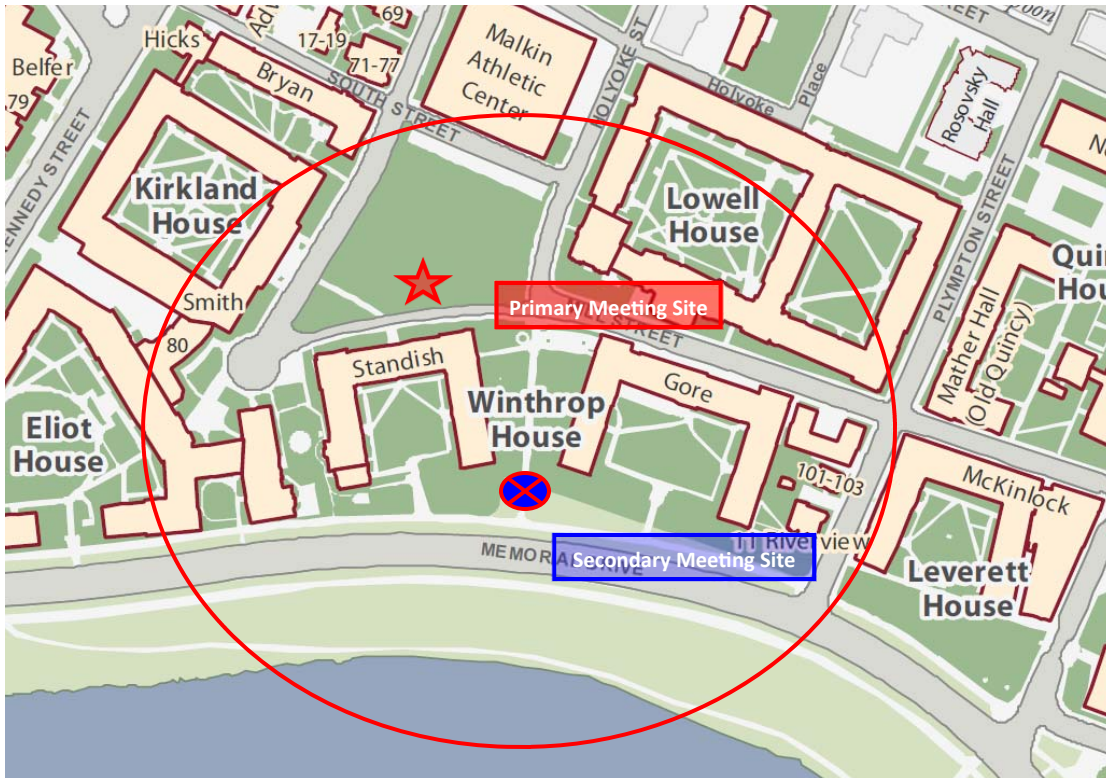 69
Hicks
17-19
71-77
Belfer
79
Bryan
SOUTH STREET
Malkin
Athletic
Center
HOLYOKE ST
Holyoke
Place
STREET
Rosovsky
Hall
KENNEDY STREET
Kirkland
House
Lowell
House
PLYMPTON STREET
Smith
80
Primary Meeting Site
STREET
Standish
Gore
Winthrop
House
Mather Hall
(Old Quincy)
Eliot
House
101-103
McKinlock
11 Riverview
MEMORIAL DRIVE
Secondary Meeting Site
Leverett
House